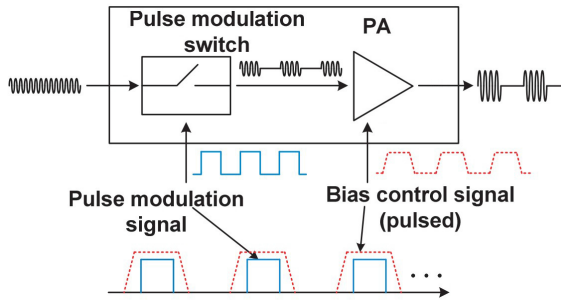 Pulse modulation
switch
PA
Pulse modulation
signal
Bias control signal
(pulsed)
...